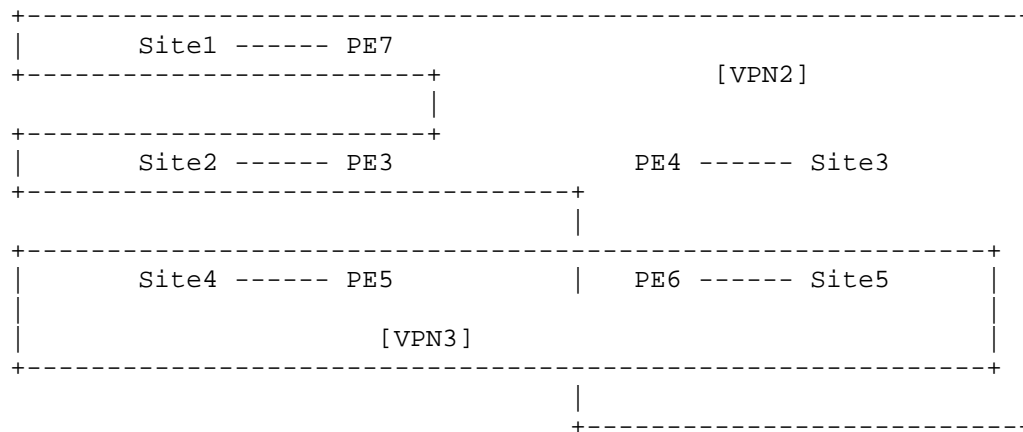 +---------------------------------------------------------------
|       Site1 ------ PE7
+-------------------------+                 [VPN2]
                          |
+-------------------------+
|       Site2 ------ PE3               PE4 ------ Site3
+----------------------------------+
                                   |
+------------------------------------------------------------+
|       Site4 ------ PE5           |   PE6 ------ Site5      |
|                                                            |
|                      [VPN3]                                |
+------------------------------------------------------------+
                                   |
                                   +----------------------------